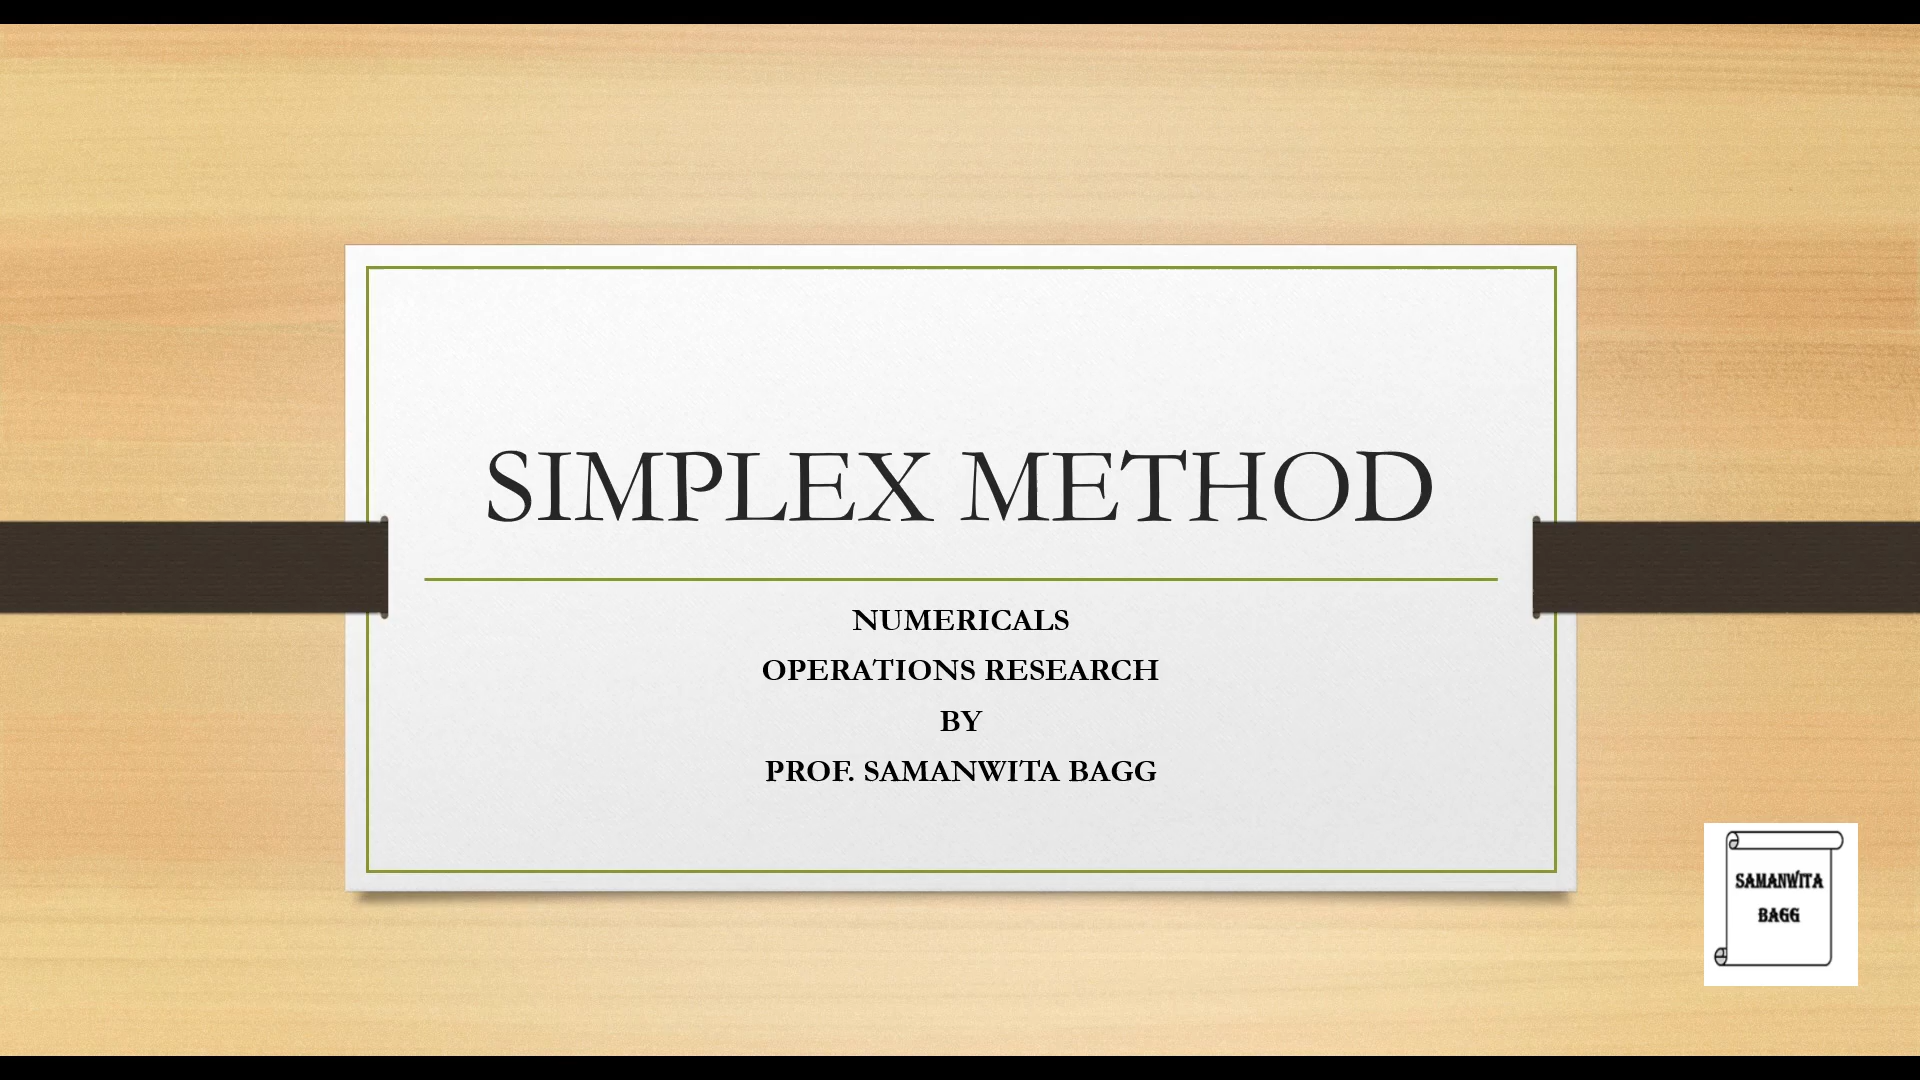 SIMPLEX METHOD
NUMERICALS
OPERATIONS RESEARCH
BY
PROF. SAMANWITA BAGG
SAMANWITA
BAGG